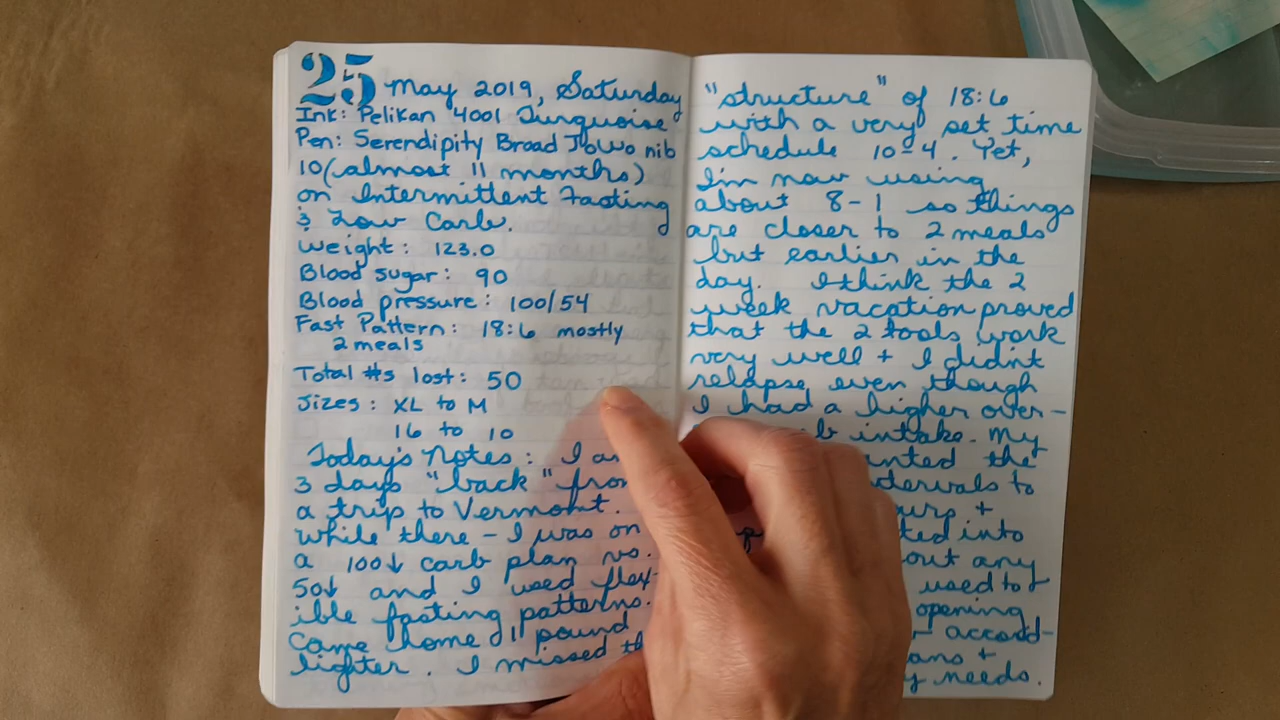 25 May 2019, Saturday
Ink: Pelikan 4001 Turquoise
Pen: Serendipity Broad JoWo nib
10 (almost 11 months)
on Intermittent Fasting
& Low Carb.
Weight: 123.0
Blood sugar: 90
Blood pressure: 100/54
Fast Pattern: 18:6 mostly
2 meals
Total #s lost: 50
Sizes: XL to M
16 to 10
Today's Notes: I
3 days "back"
a trip to Vermont.
while there - I was on
a 100↓ carb plan vs.
50↓ and I used flex-
ible fasting patterns.
Came home 1 pound
lighter. I missed
"structure" of 18:6
with a very set time
schedule 10-4. Yet,
I'm now using
about 8-1 so things
are closer to 2 meals
but earlier in the
day. I think the 2
week vacation proved
that the 2 tools work
very well + I didn't
relapse even though
I had a higher over-
intake. My
the
to
+
into
any
used to
opening
accord-
+
needs.